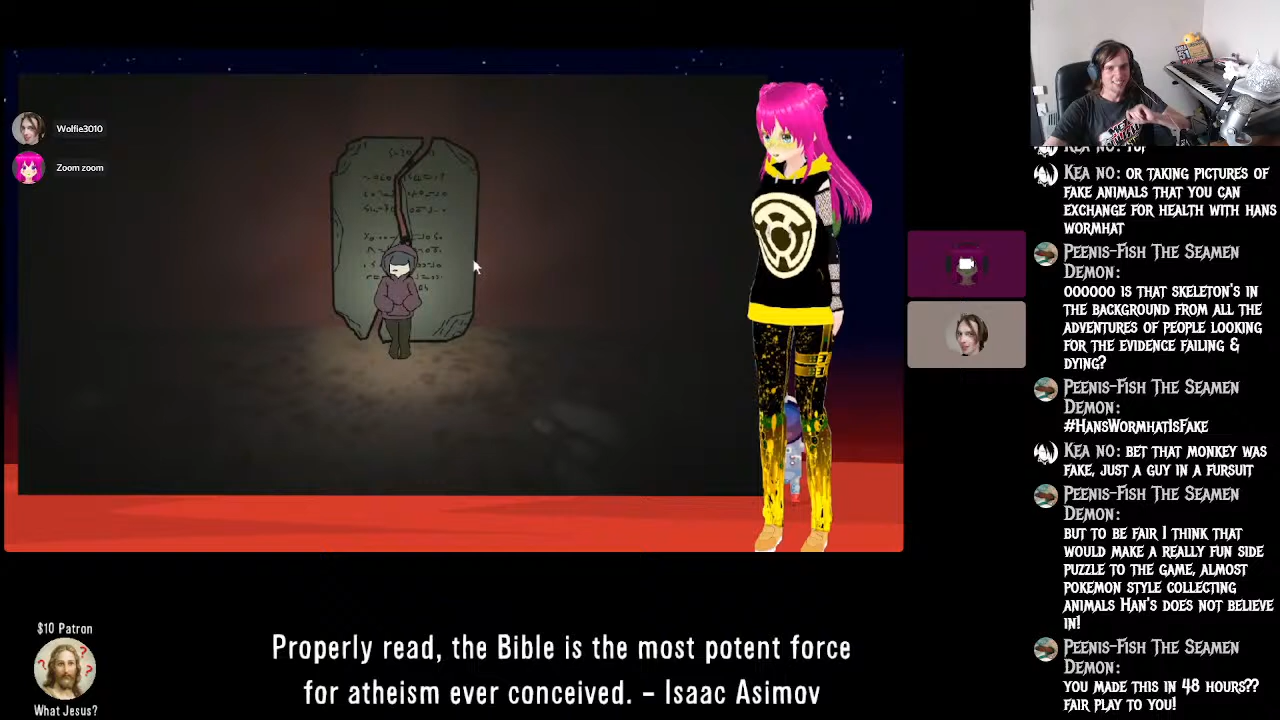 Wolfie3010
Zoom zoom
KEA NO: OR TAKING PICTURES OF
FAKE ANIMALS THAT YOU CAN
EXCHANGE FOR HEALTH WITH HANS
WORMHAT
PEENIS-FISH THE SEAMEN
DEMON:
OOOOOO IS THAT SKELETON'S IN
THE BACKGROUND FROM ALL THE
ADVENTURES OF PEOPLE LOOKING
FOR THE EVIDENCE FAILING &
DYING?
PEENIS-FISH THE SEAMEN
DEMON:
#HANSWORMHATISFAKE
KEA NO: BET THAT MONKEY WAS
FAKE, JUST A GUY IN A FURSUIT
PEENIS-FISH THE SEAMEN
DEMON:
BUT TO BE FAIR I THINK THAT
WOULD MAKE A REALLY FUN SIDE
PUZZLE TO THE GAME, ALMOST
POKEMON STYLE COLLECTING
ANIMALS HAN'S DOES NOT BELIEVE
IN!
PEENIS-FISH THE SEAMEN
DEMON:
YOU MADE THIS IN 48 HOURS??
FAIR PLAY TO YOU!
$10 Patron
What Jesus?
Properly read, the Bible is the most potent force
for atheism ever conceived. – Isaac Asimov